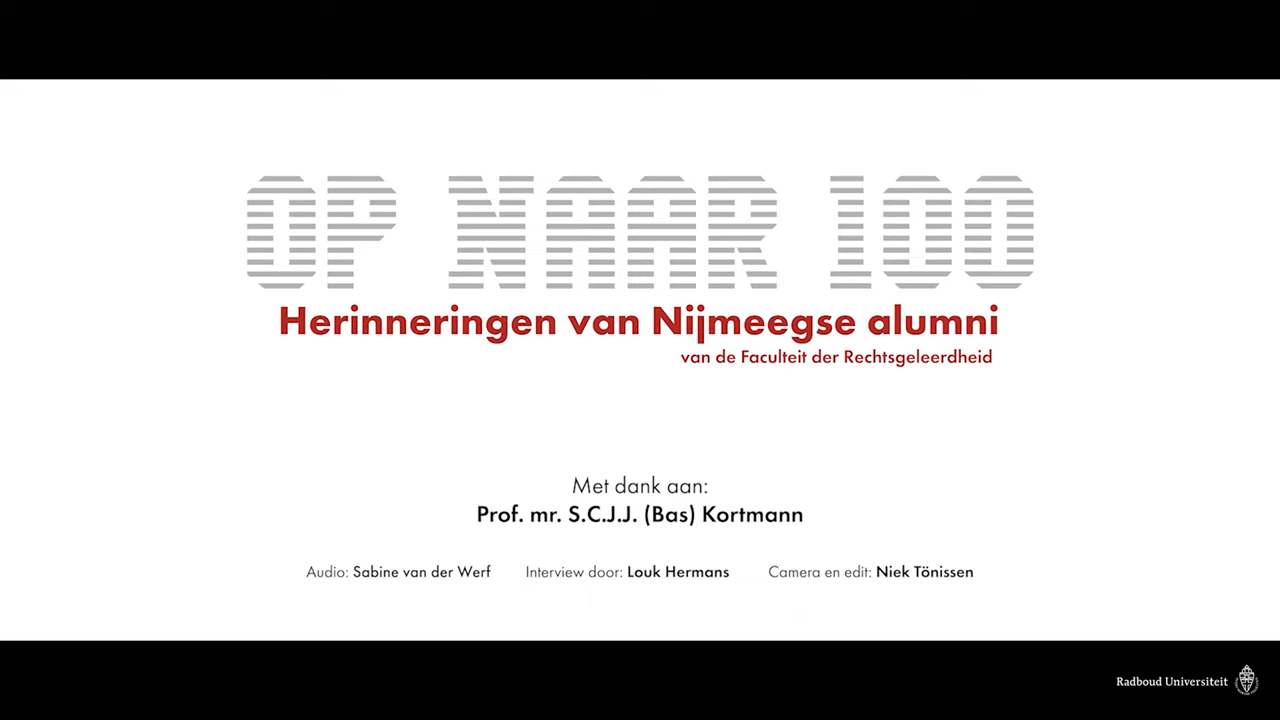 OP NAAR 100
Herinneringen van Nijmeegse alumni
van de Faculteit der Rechtsgeleerdheid
Met dank aan:
Prof. mr. S.C.J.J. (Bas) Kortmann
Audio: Sabine van der Werf Interview door: Louk Hermans Camera en edit: Niek Tönissen
Radboud Universiteit